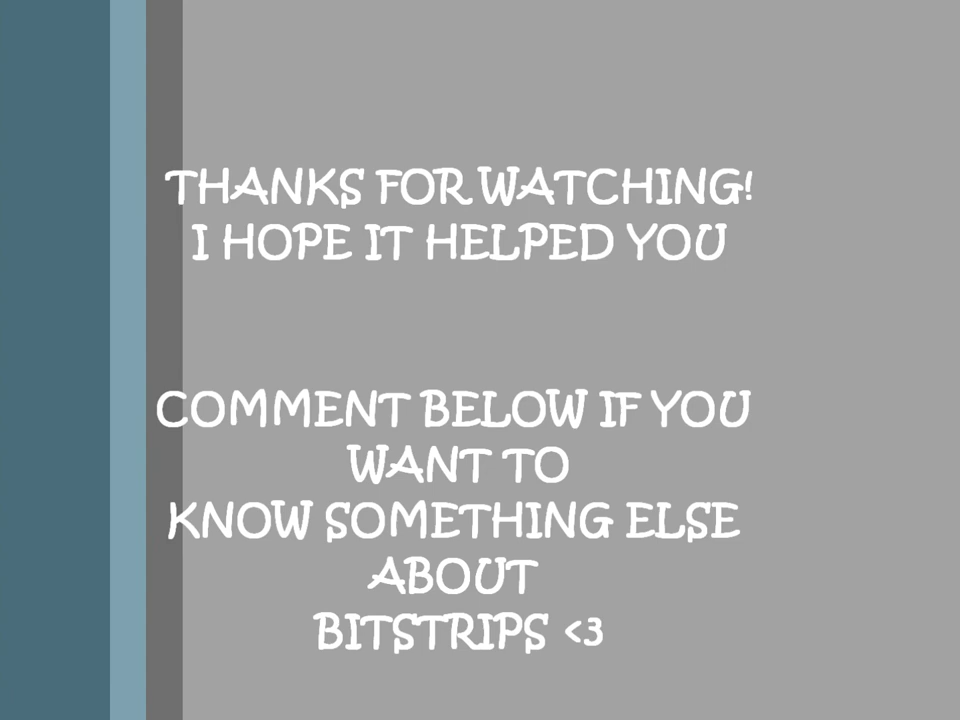 THANKS FOR WATCHING!
I HOPE IT HELPED YOU
COMMENT BELOW IF YOU
WANT TO
KNOW SOMETHING ELSE
ABOUT
BITSTRIPS <3